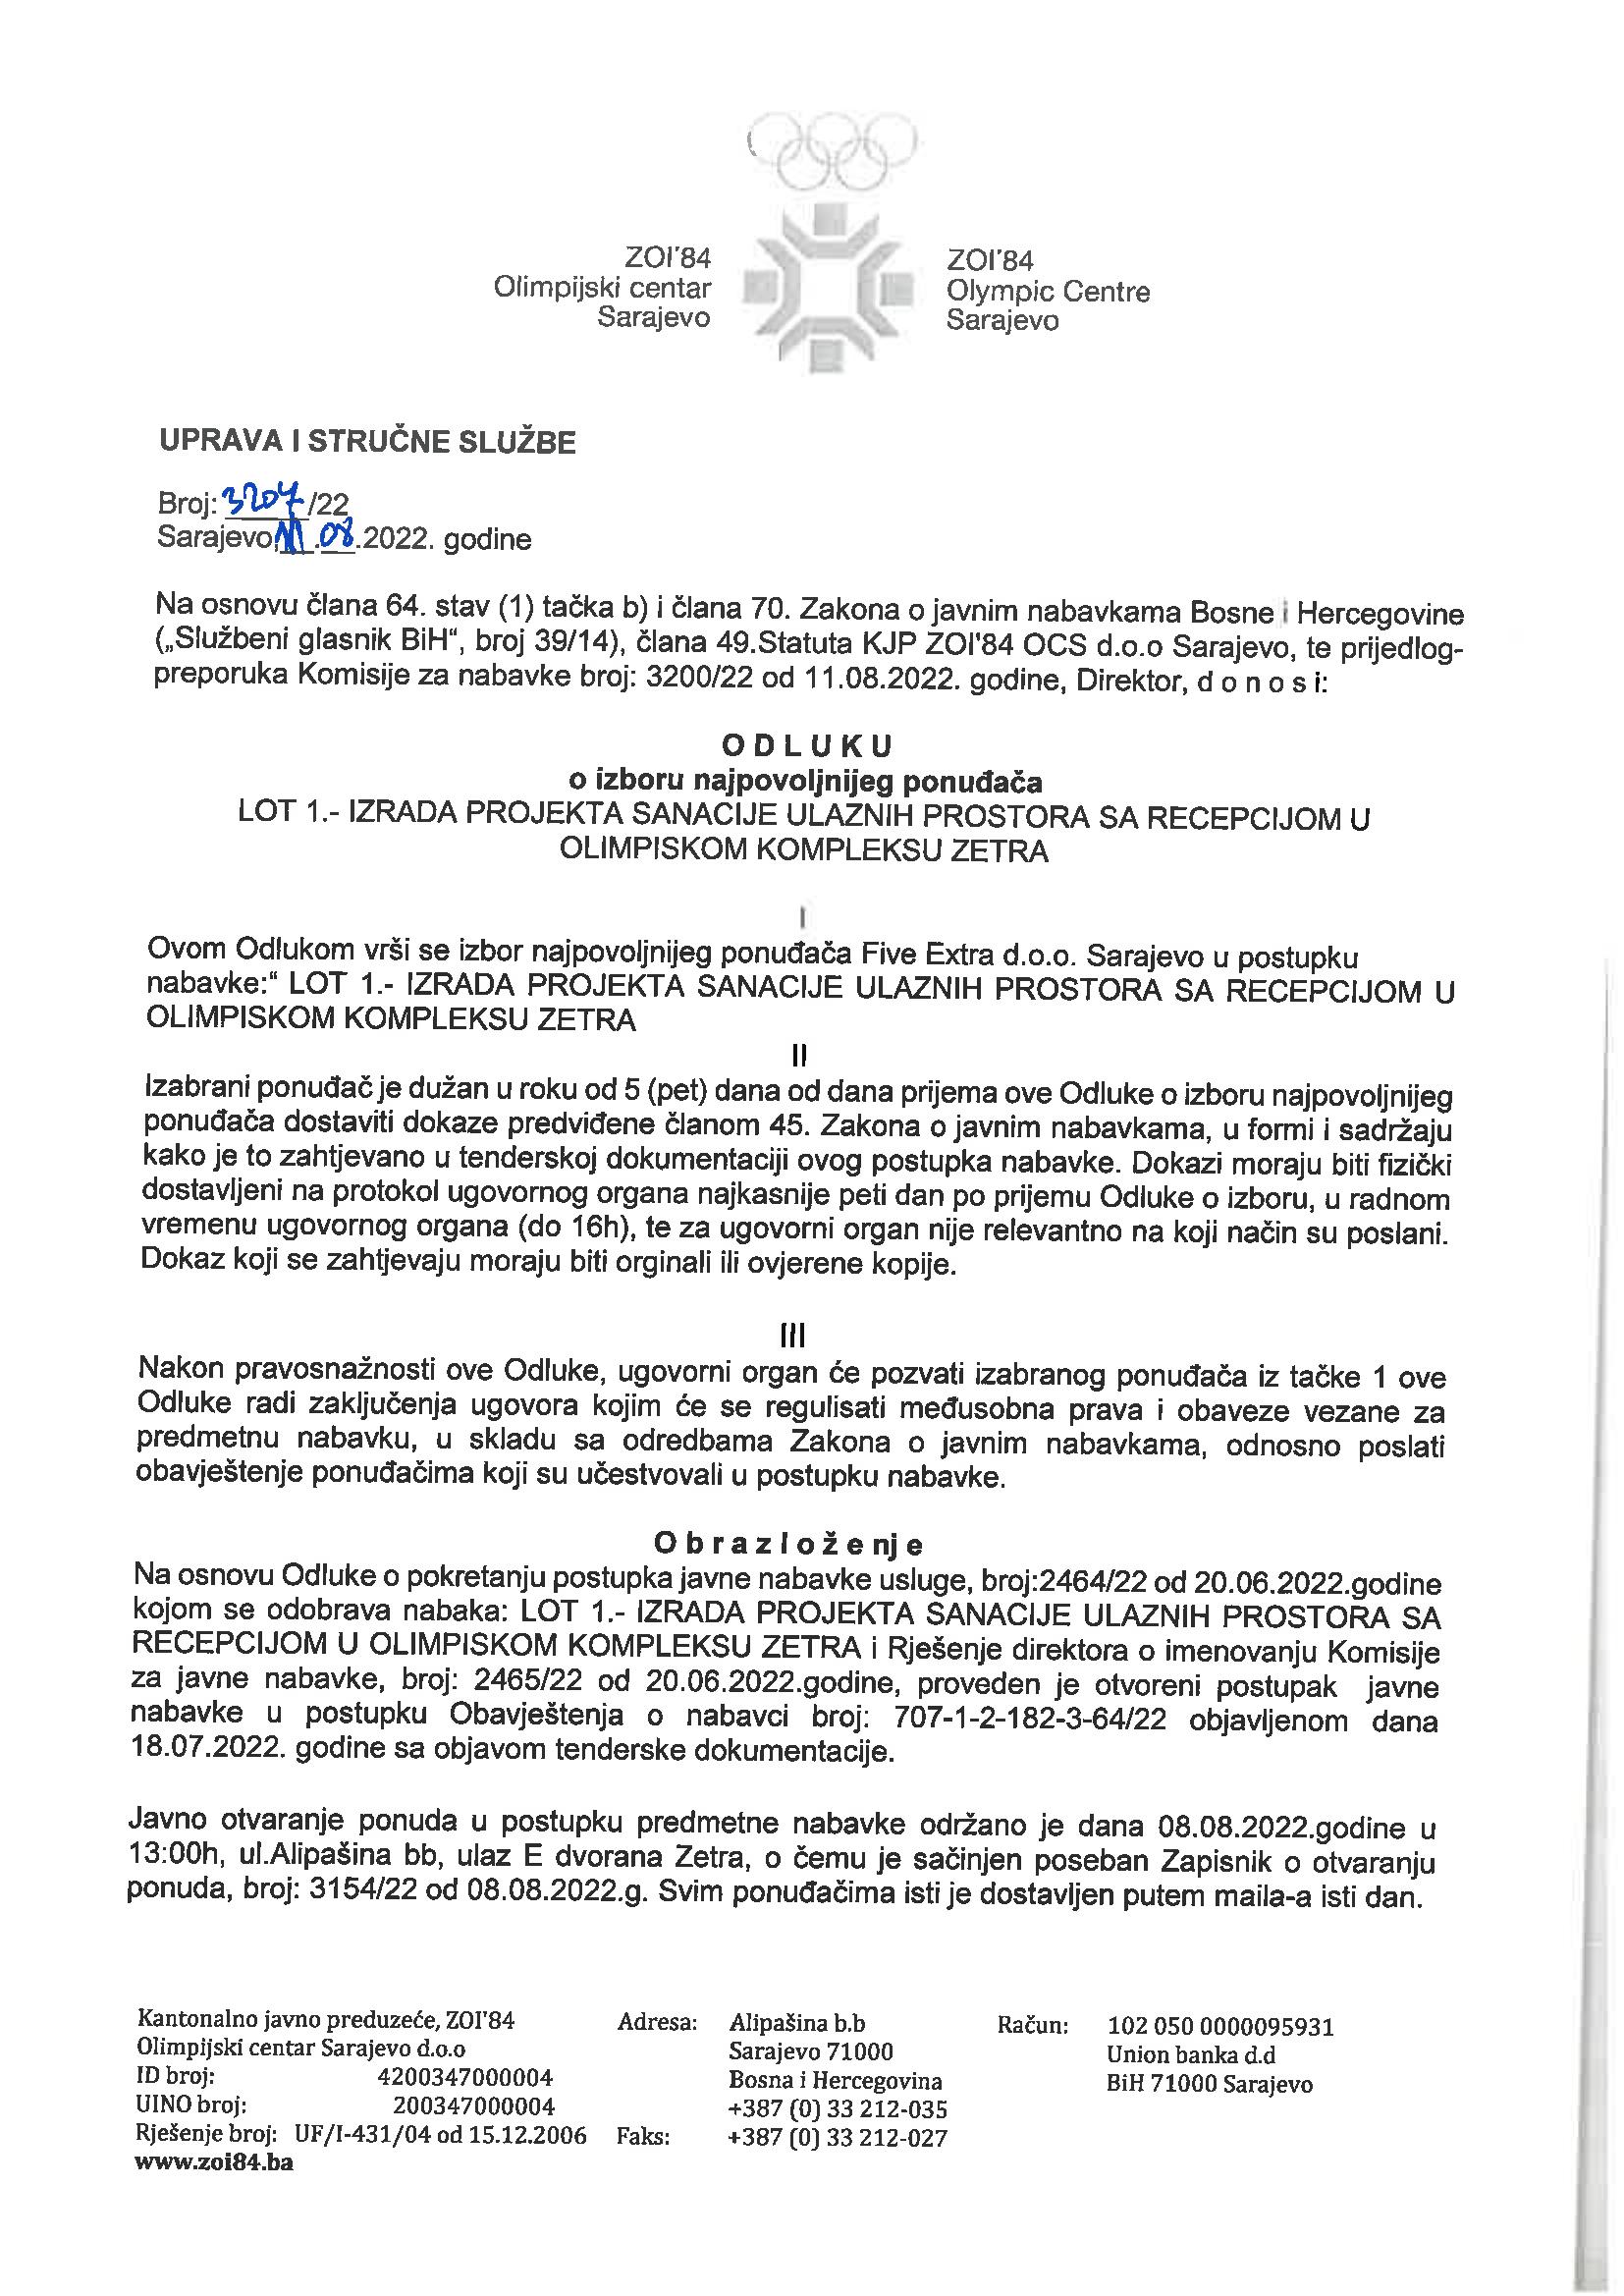 ZOI'84
Olimpijski centar
Sarajevo
ZOI'84
Olympic Centre
Sarajevo
UPRAVA I STRUČNE SLUŽBE
Broj: 3207/22
Sarajevo, 11.08.2022. godine
Na osnovu člana 64. stav (1) tačka b) i člana 70. Zakona o javnim nabavkama Bosne i Hercegovine
(„Službeni glasnik BiH“, broj 39/14), člana 49.Statuta KJP ZOI'84 OCS d.o.o Sarajevo, te prijedlog-
preporuka Komisije za nabavke broj: 3200/22 od 11.08.2022. godine, Direktor, d o n o s i:
O D L U K U
o izboru najpovoljnijeg ponuđača
LOT 1.- IZRADA PROJEKTA SANACIJE ULAZNIH PROSTORA SA RECEPCIJOM U
OLIMPISKOM KOMPLEKSU ZETRA
I
Ovom Odlukom vrši se izbor najpovoljnijeg ponuđača Five Extra d.o.o. Sarajevo u postupku
nabavke:“ LOT 1.- IZRADA PROJEKTA SANACIJE ULAZNIH PROSTORA SA RECEPCIJOM U
OLIMPISKOM KOMPLEKSU ZETRA
II
Izabrani ponuđač je dužan u roku od 5 (pet) dana od dana prijema ove Odluke o izboru najpovoljnijeg
ponuđača dostaviti dokaze predviđene članom 45. Zakona o javnim nabavkama, u formi i sadržaju
kako je to zahtjevano u tenderskoj dokumentaciji ovog postupka nabavke. Dokazi moraju biti fizički
dostavljeni na protokol ugovornog organa najkasnije peti dan po prijemu Odluke o izboru, u radnom
vremenu ugovornog organa (do 16h), te za ugovorni organ nije relevantno na koji način su poslani.
Dokaz koji se zahtjevaju moraju biti orginali ili ovjerene kopije.
III
Nakon pravosnažnosti ove Odluke, ugovorni organ će pozvati izabranog ponuđača iz tačke 1 ove
Odluke radi zaključenja ugovora kojim će se regulisati međusobna prava i obaveze vezane za
predmetnu nabavku, u skladu sa odredbama Zakona o javnim nabavkama, odnosno poslati
obavještenje ponuđačima koji su učestvovali u postupku nabavke.
O b r a z l o ž e nj e
Na osnovu Odluke o pokretanju postupka javne nabavke usluge, broj:2464/22 od 20.06.2022.godine
kojom se odobrava nabaka: LOT 1.- IZRADA PROJEKTA SANACIJE ULAZNIH PROSTORA SA
RECEPCIJOM U OLIMPISKOM KOMPLEKSU ZETRA i Rješenje direktora o imenovanju Komisije
za javne nabavke, broj: 2465/22 od 20.06.2022.godine, proveden je otvoreni postupak javne
nabavke u postupku Obavještenja o nabavci broj: 707-1-2-182-3-64/22 objavljenom dana
18.07.2022. godine sa objavom tenderske dokumentacije.
Javno otvaranje ponuda u postupku predmetne nabavke održano je dana 08.08.2022.godine u
13:00h, ul.Alipašina bb, ulaz E dvorana Zetra, o čemu je sačinjen poseban Zapisnik o otvaranju
ponuda, broj: 3154/22 od 08.08.2022.g. Svim ponuđačima isti je dostavljen putem maila-a isti dan.
Kantonalno javno preduzeće, ZOI'84
Olimpijski centar Sarajevo d.o.o
ID broj: 4200347000004
UINO broj: 200347000004
Rješenje broj: UF/I-431/04 od 15.12.2006
www.zoi84.ba
Adresa: Alipašina b.b
Sarajevo 71000
Bosna i Hercegovina
+387 (0) 33 212-035
Faks: +387 (0) 33 212-027
Račun: 102 050 0000095931
Union banka d.d
BiH 71000 Sarajevo